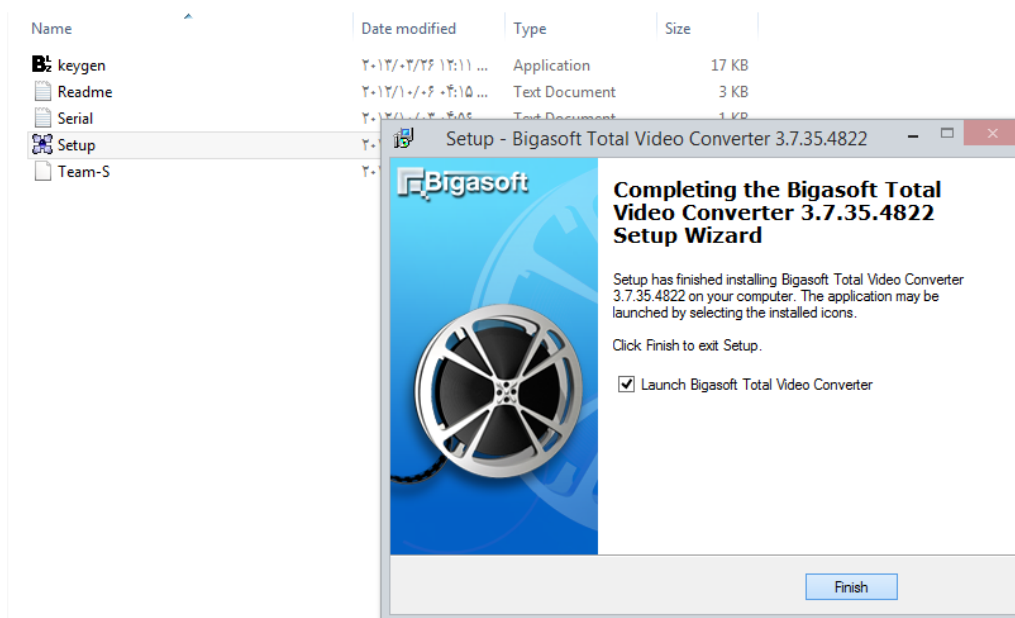 Name Date modified Type Size
keygen ۲۰۱۳/۰۳/۲۶ ۱۲:۱۱ ... Application 17 KB
Readme ۲۰۱۲/۱۰/۰۶ ۰۴:۱۵ ... Text Document 3 KB
Serial Text Document 1 KB
Setup
Team-S
Setup - Bigasoft Total Video Converter 3.7.35.4822
Bigasoft
Completing the Bigasoft Total
Video Converter 3.7.35.4822
Setup Wizard
Setup has finished installing Bigasoft Total Video Converter
3.7.35.4822 on your computer. The application may be
launched by selecting the installed icons.
Click Finish to exit Setup.
Launch Bigasoft Total Video Converter
Finish